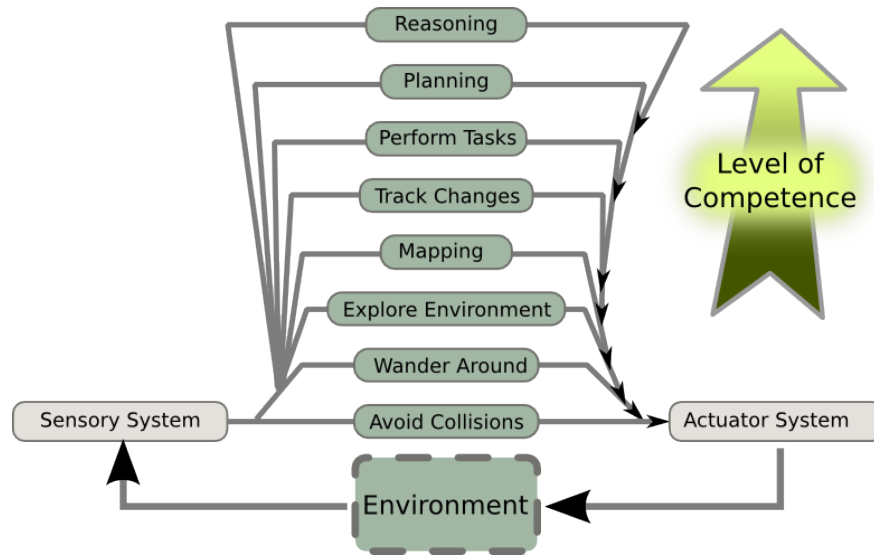 Reasoning
Planning
Perform Tasks
Track Changes
Mapping
Explore Environment
Wander Around
Avoid Collisions
Sensory System
Actuator System
Environment
Level of
Competence